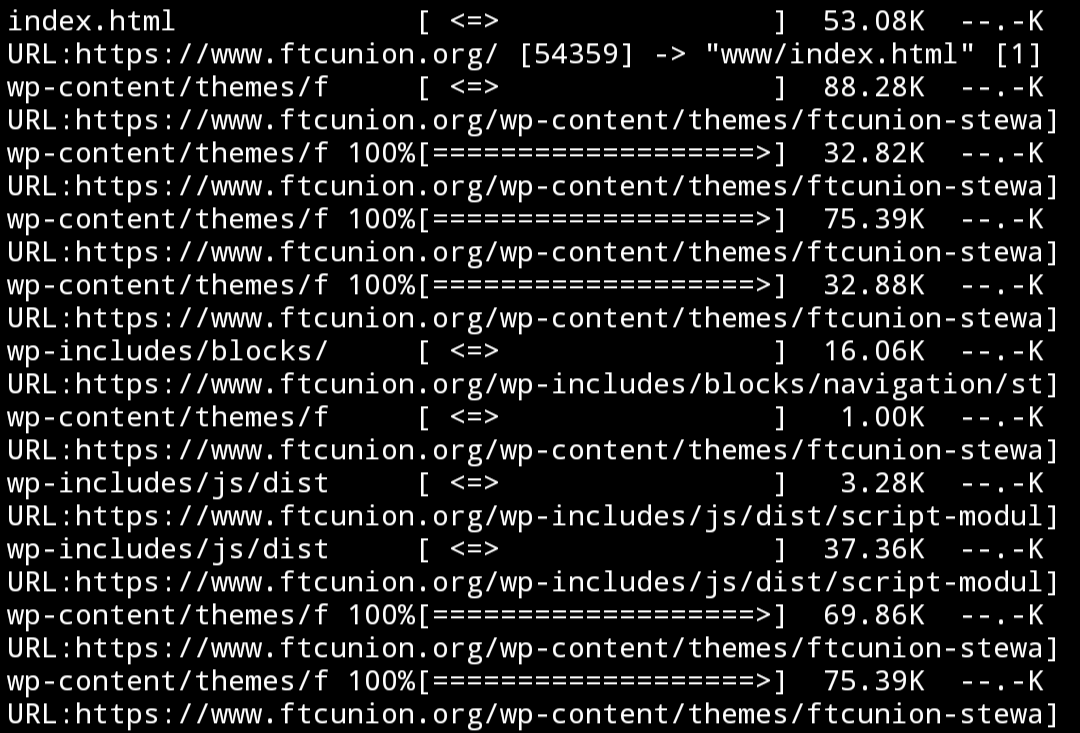 index.html [ <=> ] 53.08K --.-K
URL:https://www.ftcunion.org/ [54359] -> "www/index.html" [1]
wp-content/themes/f [ <=> ] 88.28K --.-K
URL:https://www.ftcunion.org/wp-content/themes/ftcunion-stewa]
wp-content/themes/f 100%[===================>] 32.82K --.-K
URL:https://www.ftcunion.org/wp-content/themes/ftcunion-stewa]
wp-content/themes/f 100%[===================>] 75.39K --.-K
URL:https://www.ftcunion.org/wp-content/themes/ftcunion-stewa]
wp-content/themes/f 100%[===================>] 32.88K --.-K
URL:https://www.ftcunion.org/wp-content/themes/ftcunion-stewa]
wp-includes/blocks/ [ <=> ] 16.06K --.-K
URL:https://www.ftcunion.org/wp-includes/blocks/navigation/st]
wp-content/themes/f [ <=> ] 1.00K --.-K
URL:https://www.ftcunion.org/wp-content/themes/ftcunion-stewa]
wp-includes/js/dist [ <=> ] 3.28K --.-K
URL:https://www.ftcunion.org/wp-includes/js/dist/script-modul]
wp-includes/js/dist [ <=> ] 37.36K --.-K
URL:https://www.ftcunion.org/wp-includes/js/dist/script-modul]
wp-content/themes/f 100%[===================>] 69.86K --.-K
URL:https://www.ftcunion.org/wp-content/themes/ftcunion-stewa]
wp-content/themes/f 100%[===================>] 75.39K --.-K
URL:https://www.ftcunion.org/wp-content/themes/ftcunion-stewa]